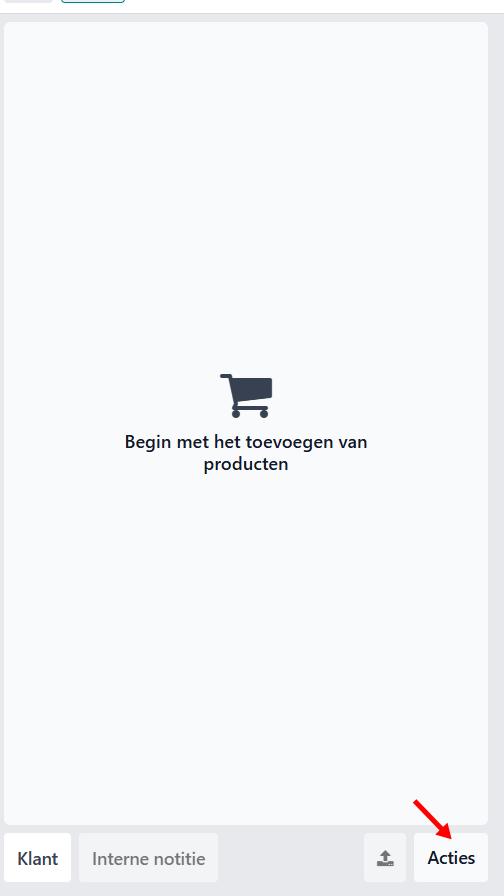 Begin met het toevoegen van
producten
Klant
Interne notitie
Acties